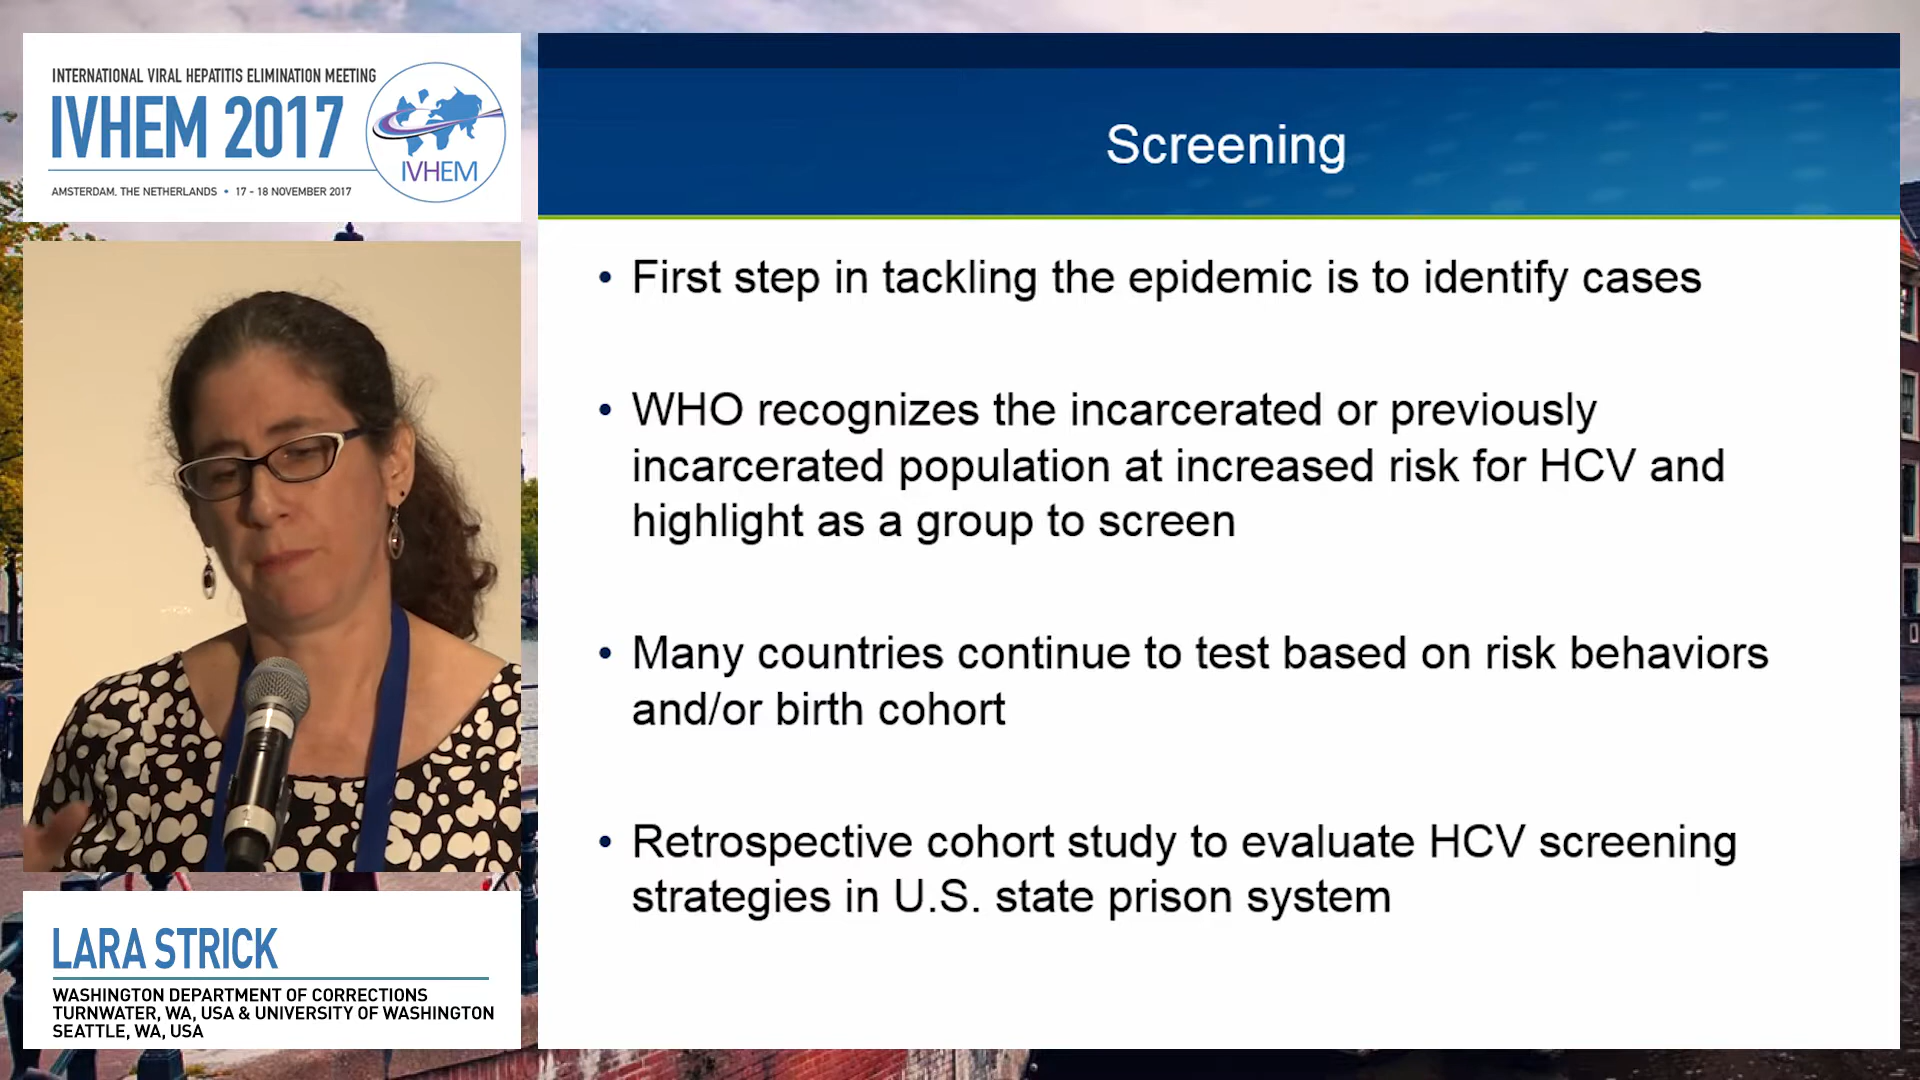 INTERNATIONAL VIRAL HEPATITIS ELIMINATION MEETING
IVHEM 2017
IVHEM
AMSTERDAM, THE NETHERLANDS • 17 - 18 NOVEMBER 2017
Screening
• First step in tackling the epidemic is to identify cases
• WHO recognizes the incarcerated or previously
incarcerated population at increased risk for HCV and
highlight as a group to screen
• Many countries continue to test based on risk behaviors
and/or birth cohort
• Retrospective cohort study to evaluate HCV screening
strategies in U.S. state prison system
LARA STRICK
WASHINGTON DEPARTMENT OF CORRECTIONS
TURNWATER, WA, USA & UNIVERSITY OF WASHINGTON
SEATTLE, WA, USA